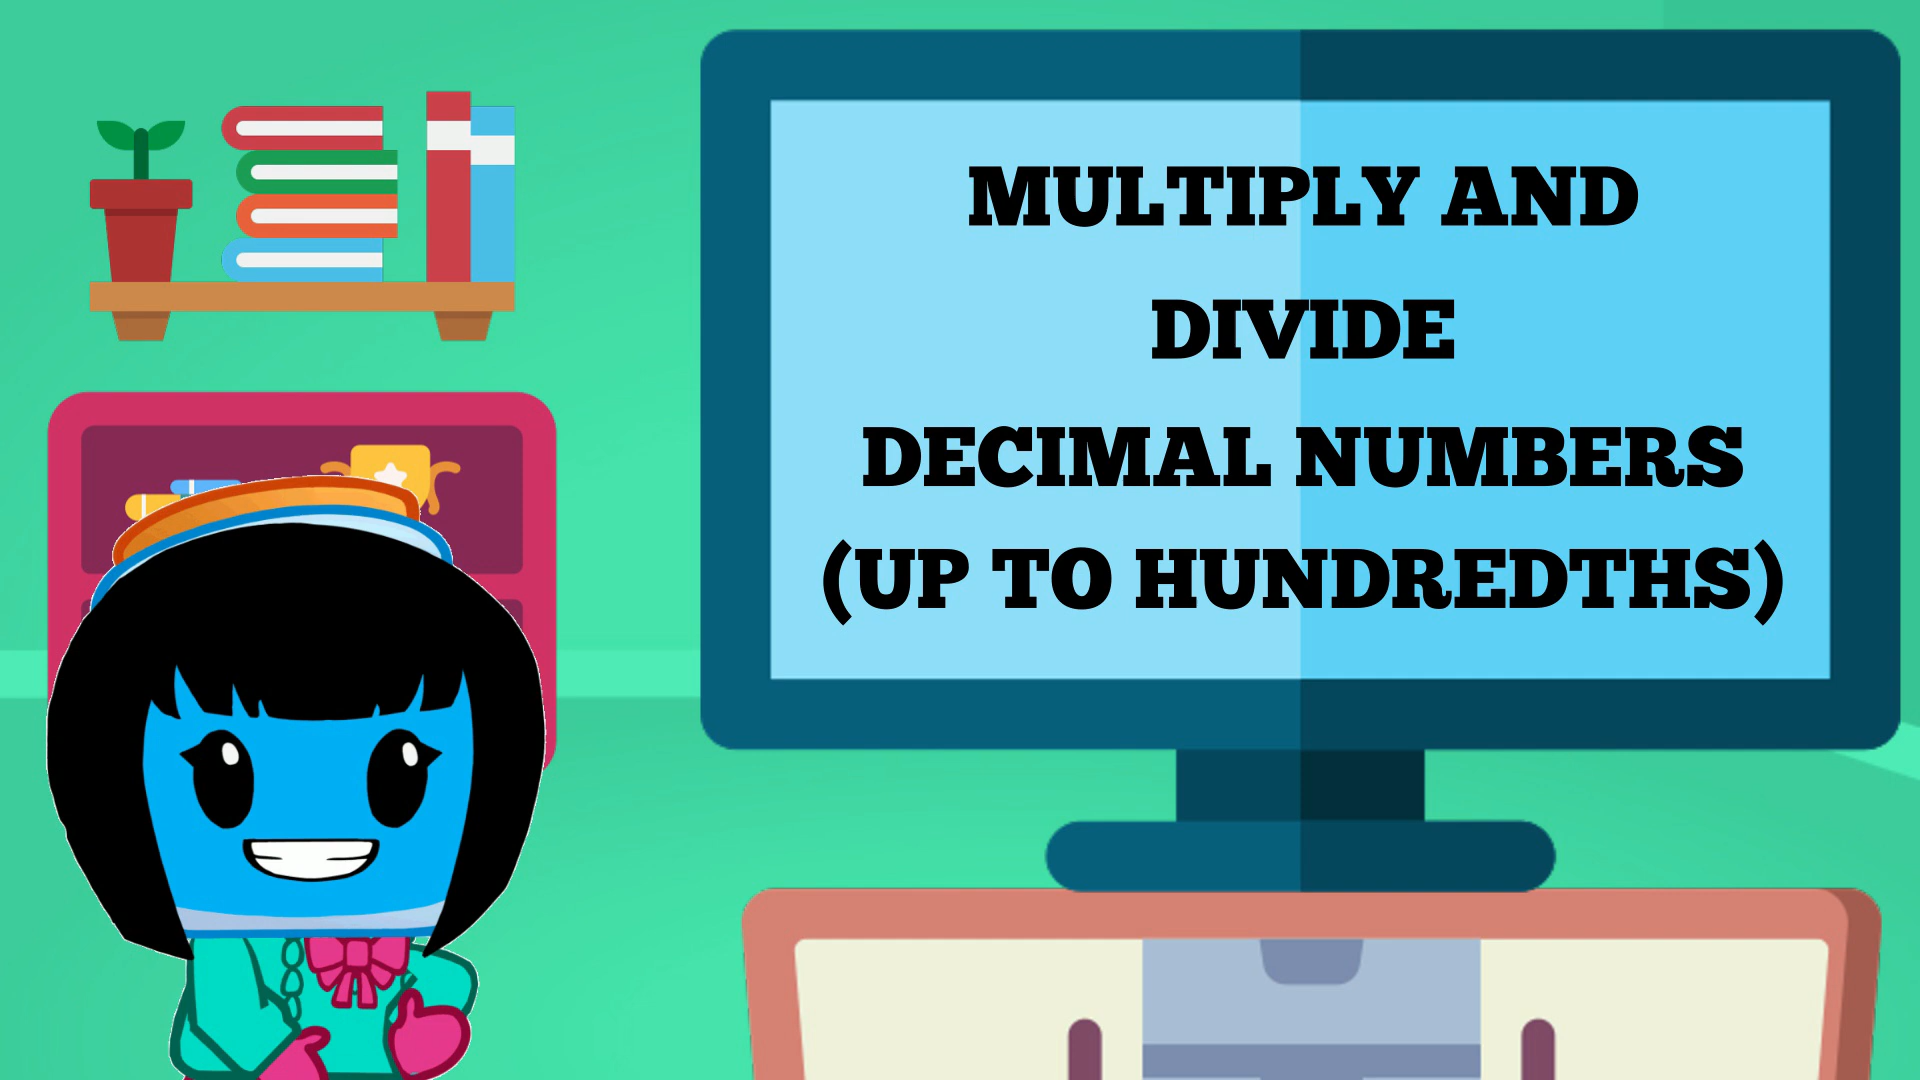 MULTIPLY AND
DIVIDE
DECIMAL NUMBERS
(UP TO HUNDREDTHS)